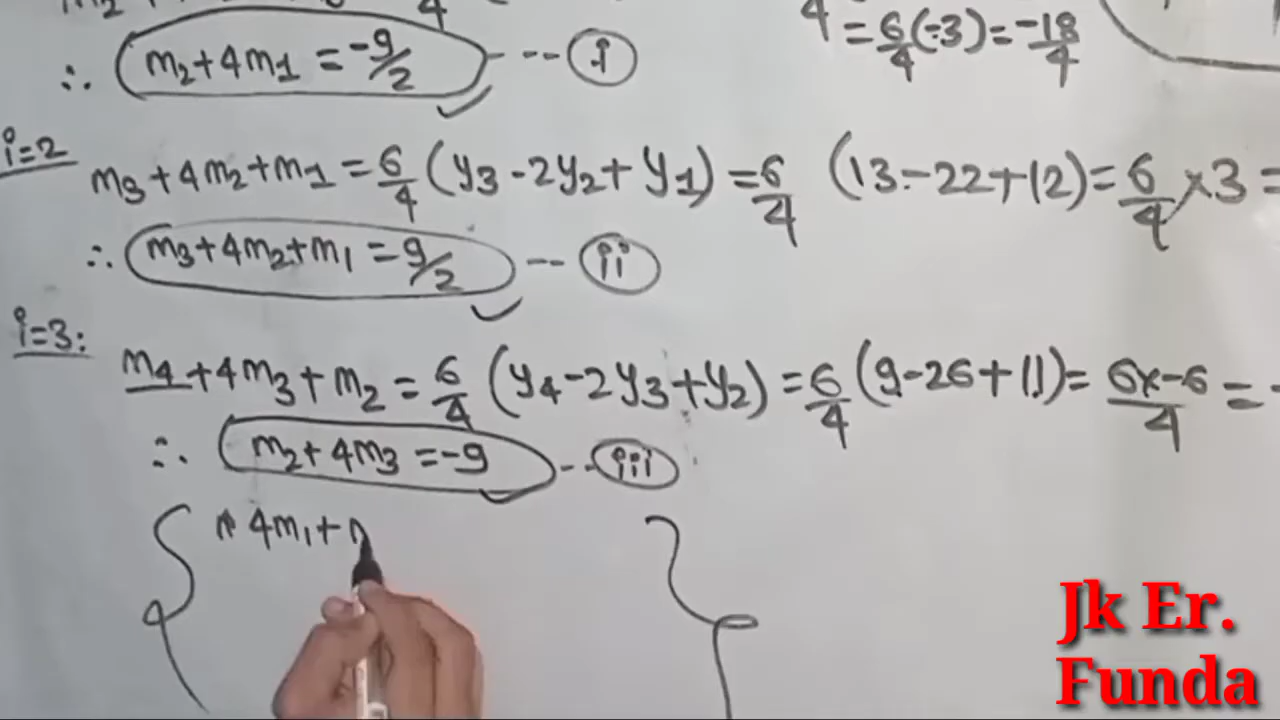 4 = 6/4 (-3) = -18/4
∴ m₂+4m₁ = -9/2 --- i
i=2
m₃+4m₂+m₁ = 6/4 (y₃-2y₂+y₁) = 6/4 (13-22+12) = 6/4 × 3 =
∴ m₃+4m₂+m₁ = 9/2 -- ii
i=3:
m₄+4m₃+m₂ = 6/4 (y₄-2y₃+y₂) = 6/4 (9-26+11) = 6x-6/4 = -
∴ m₂+4m₃ = -9 -- iii
4m₁+
Jk Er.
Funda